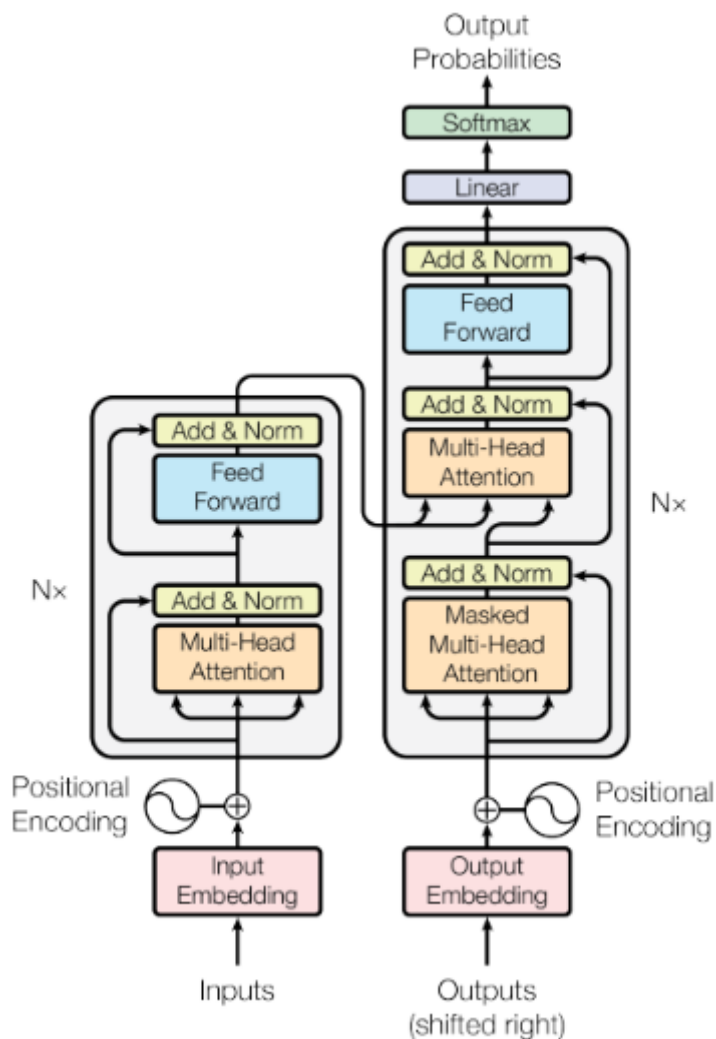 Output
Probabilities
Softmax
Linear
Add & Norm
Feed
Forward
Add & Norm
Multi-Head
Attention
Nx
Add & Norm
Masked
Multi-Head
Attention
Add & Norm
Feed
Forward
Nx
Add & Norm
Multi-Head
Attention
Positional
Encoding
Positional
Encoding
Input
Embedding
Output
Embedding
Inputs
Outputs
(shifted right)